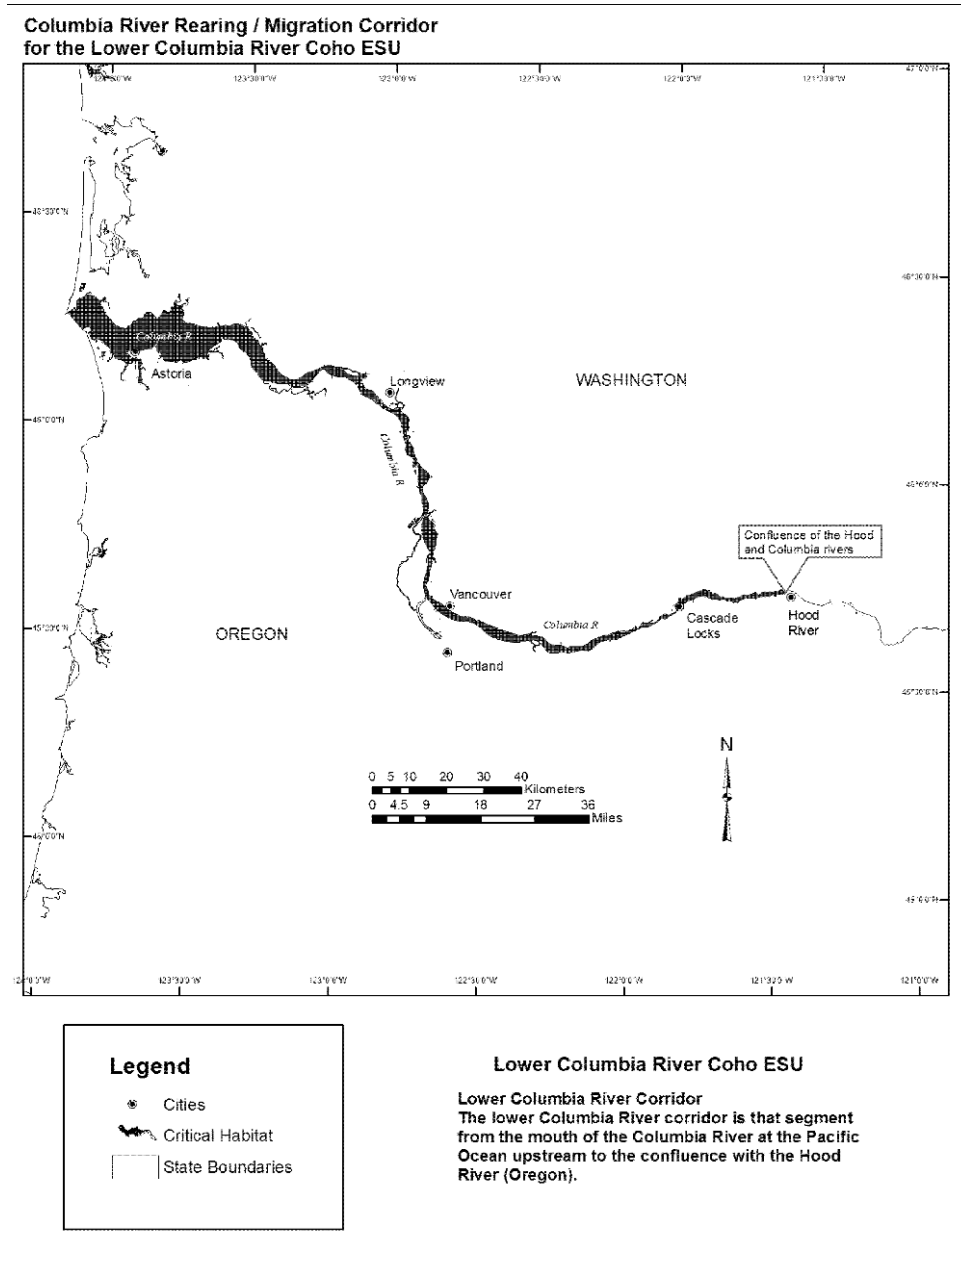 Columbia River Rearing / Migration Corridor
for the Lower Columbia River Coho ESU
Columbia R
Astoria
Longview
WASHINGTON
Columbia R
Confluence of the Hood
and Columbia rivers
Vancouver
Columbia R
Cascade
Locks
Hood
River
OREGON
Portland
N
0 5 10 20 30 40
Kilometers
0 4.5 9 18 27 36
Miles
Legend
Cities
Critical Habitat
State Boundaries
Lower Columbia River Coho ESU
Lower Columbia River Corridor
The lower Columbia River corridor is that segment
from the mouth of the Columbia River at the Pacific
Ocean upstream to the confluence with the Hood
River (Oregon).